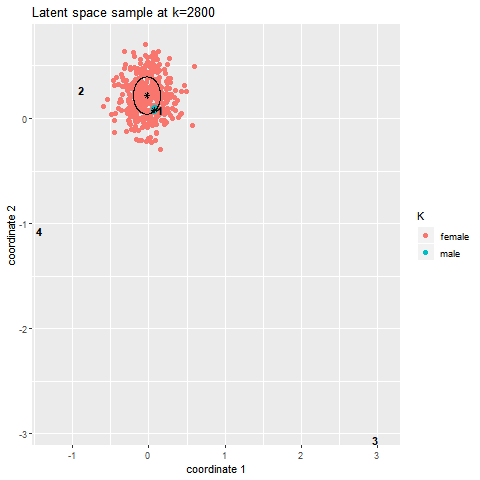 Latent space sample at k=2800
0
-1
-2
-3
coordinate 2
2
1
4
3
-1
0
1
2
3
coordinate 1
K
female
male